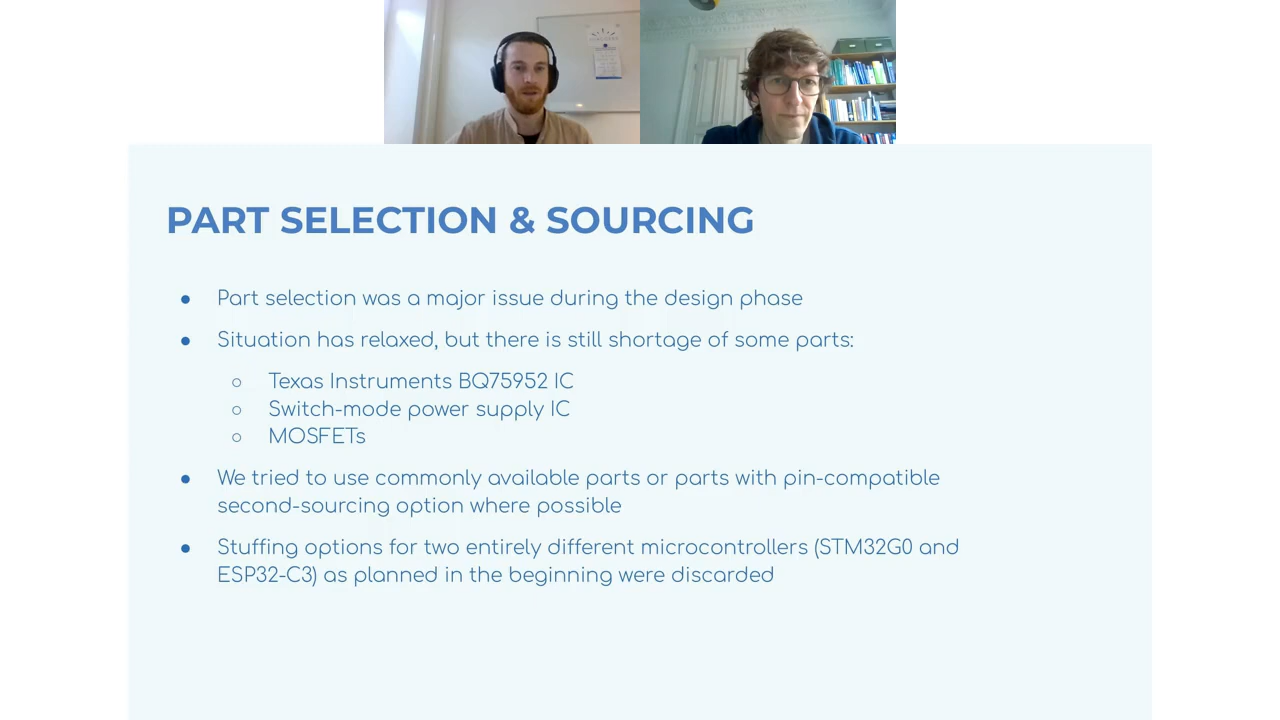 PART SELECTION & SOURCING
● Part selection was a major issue during the design phase
● Situation has relaxed, but there is still shortage of some parts:
○ Texas Instruments BQ75952 IC
○ Switch-mode power supply IC
○ MOSFETs
● We tried to use commonly available parts or parts with pin-compatible
second-sourcing option where possible
● Stuffing options for two entirely different microcontrollers (STM32G0 and
ESP32-C3) as planned in the beginning were discarded